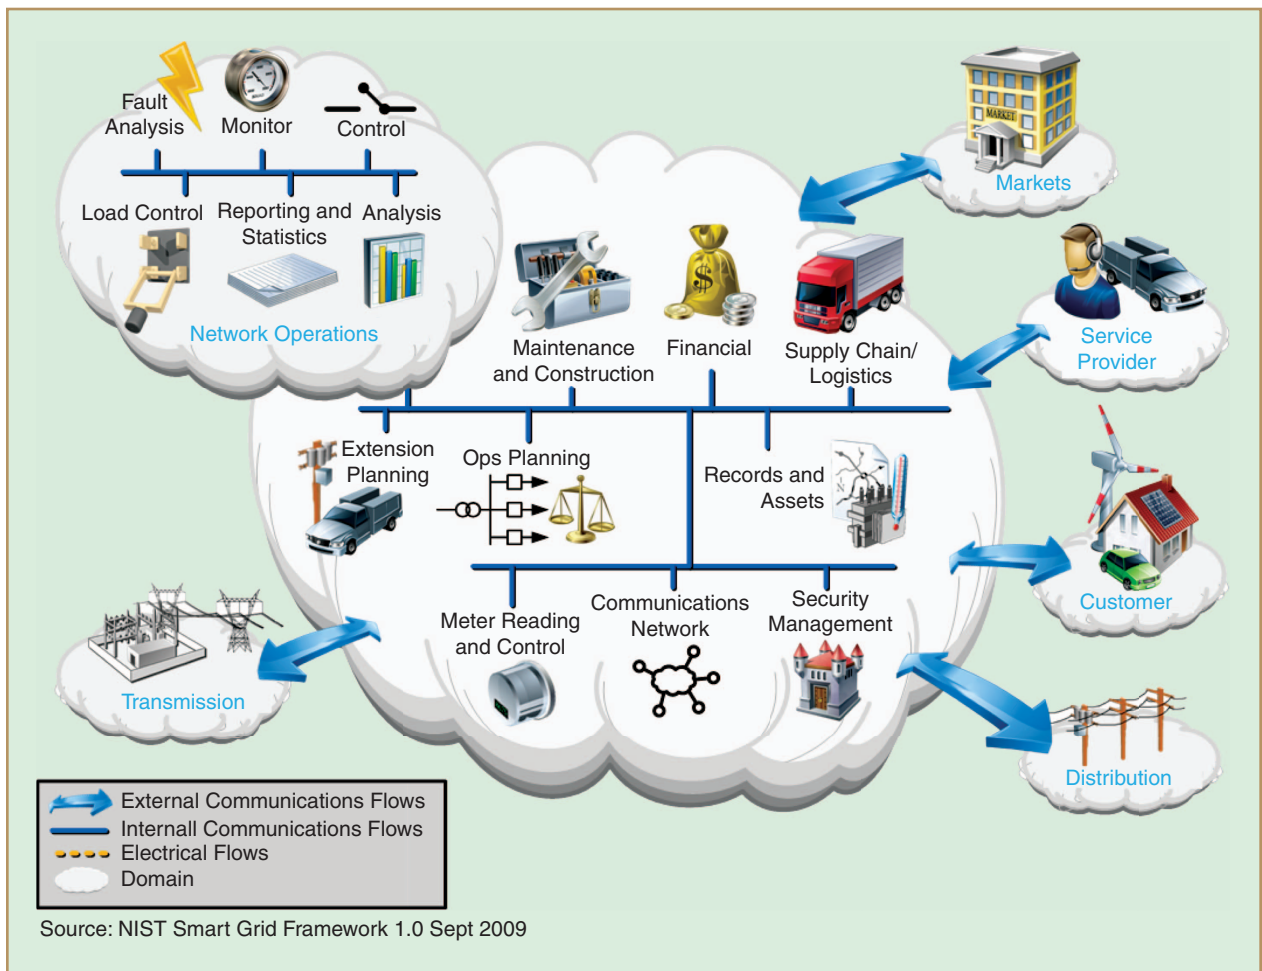 Fault
Analysis
Monitor
Control
Load Control
Reporting and
Statistics
Analysis
Network Operations
MARKET
Markets
Service
Provider
Maintenance
and Construction
Financial
$
Supply Chain/
Logistics
Extension
Planning
Ops Planning
Records and
Assets
N
Customer
Meter Reading
and Control
Communications
Network
Security
Management
Transmission
Distribution
External Communications Flows
Internall Communications Flows
Electrical Flows
Domain
Source: NIST Smart Grid Framework 1.0 Sept 2009